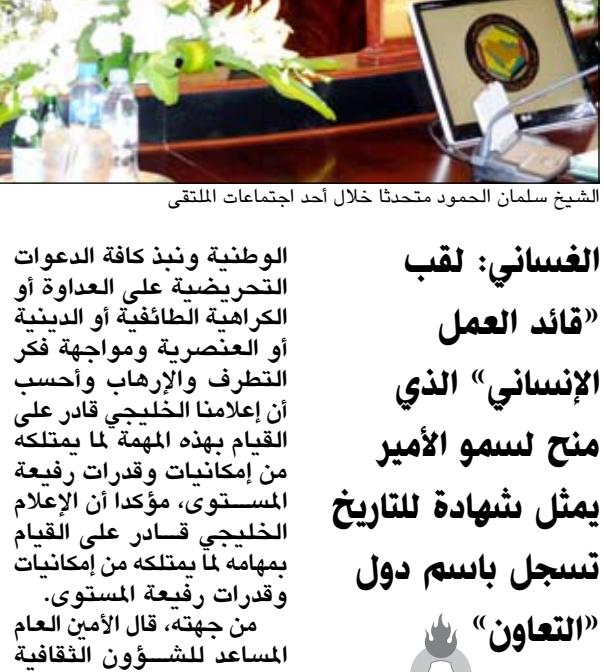 الشيخ سلمان الحمود متحدثا خلال أحد اجتماعات الملتقى
الغساني: لقب
«قائد العمل
الإنساني» الذي
منح لسمو الأمير
يمثل شهادة للتاريخ
تسجل باسم دول
«التعاون»
الوطنية ونبذ كافة الدعوات
التحريضية على العداوة أو
الكراهية الطائفية أو الدينية
أو العنصرية ومواجهة فكر
التطرف والإرهاب وأحسب
أن إعلامنا الخليجي قادر على
القيام بهذه المهمة لما يمتلكه
من إمكانيات وقدرات رفيعة
المستوى، مؤكدا أن الإعلام
الخليجي قادر على القيام
بمهامه لما يمتلكه من إمكانيات
وقدرات رفيعة المستوى.
من جهته، قال الأمين العام
المساعد للشؤون الثقافية